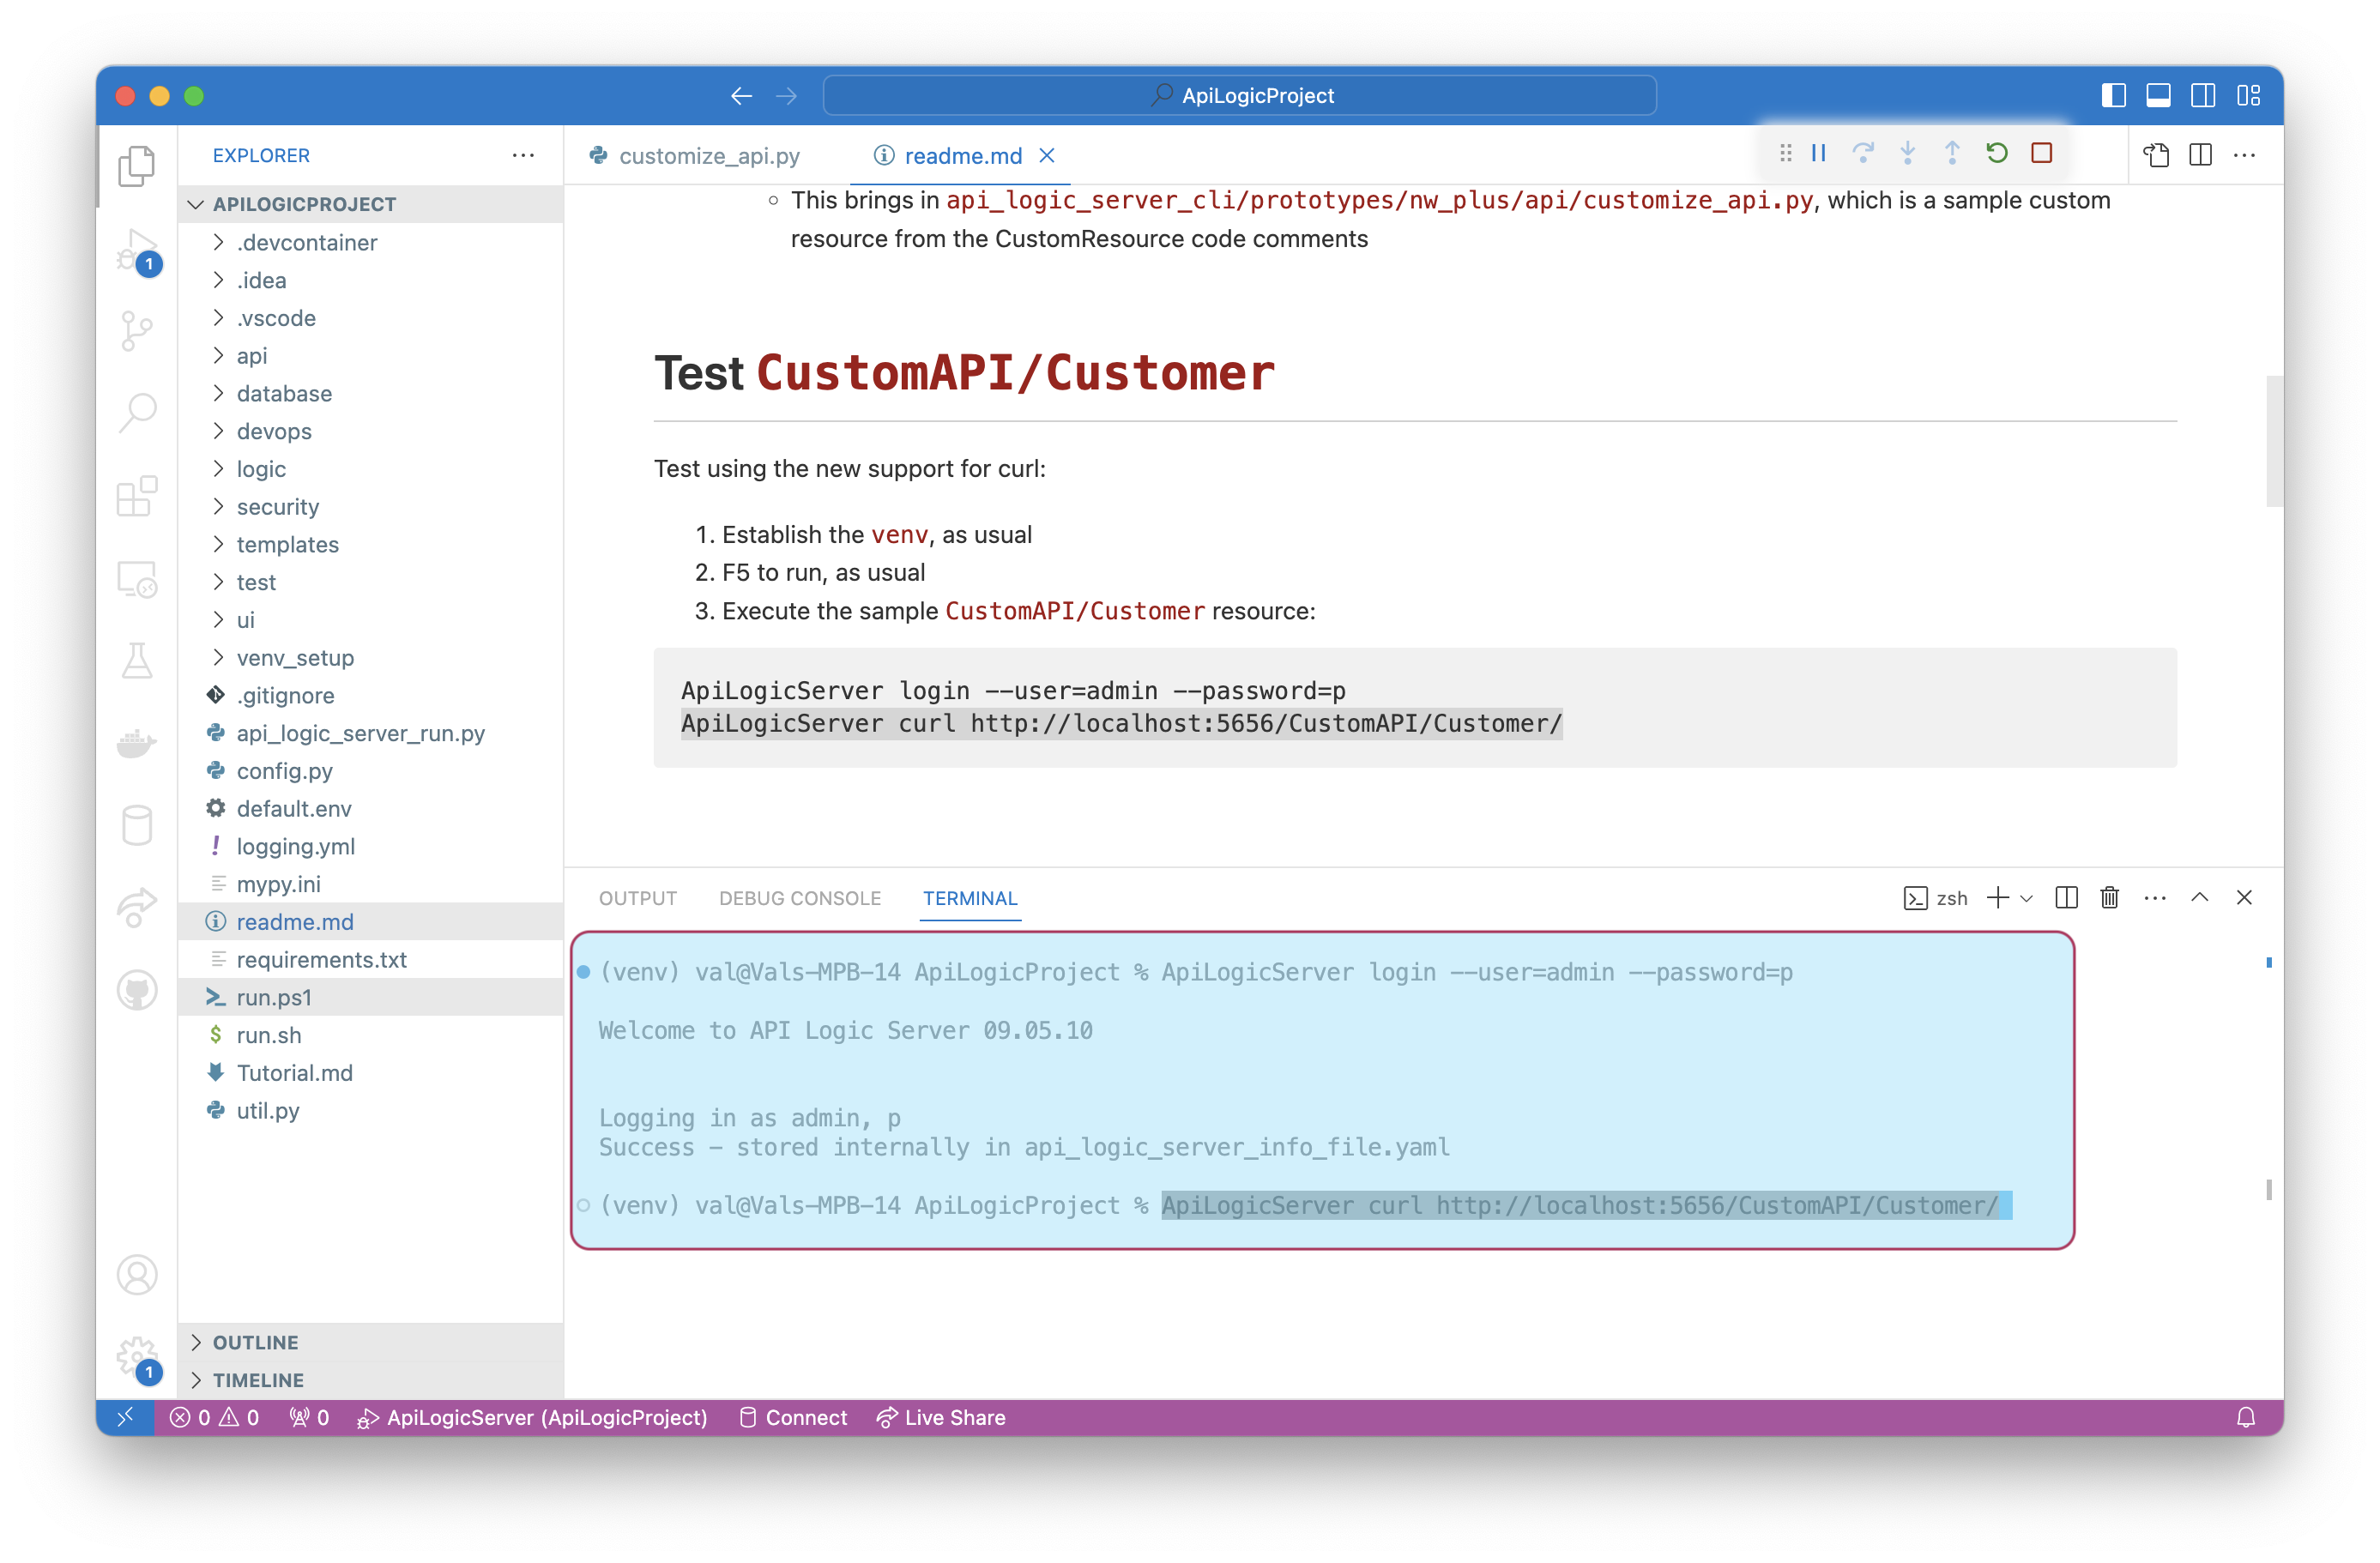 ApiLogicProject
EXPLORER
APILOGICPROJECT
.devcontainer
.idea
.vscode
api
database
devops
logic
security
templates
test
ui
venv_setup
.gitignore
api_logic_server_run.py
config.py
default.env
logging.yml
mypy.ini
readme.md
requirements.txt
run.ps1
run.sh
Tutorial.md
util.py
OUTLINE
TIMELINE
1
1
customize_api.py
readme.md
This brings in api_logic_server_cli/prototypes/nw_plus/api/customize_api.py, which is a sample custom
resource from the CustomResource code comments
Test CustomAPI/Customer
Test using the new support for curl:
1. Establish the venv, as usual
2. F5 to run, as usual
3. Execute the sample CustomAPI/Customer resource:
ApiLogicServer login --user=admin --password=p
ApiLogicServer curl http://localhost:5656/CustomAPI/Customer/
OUTPUT DEBUG CONSOLE TERMINAL
zsh
(venv) val@Vals-MPB-14 ApiLogicProject % ApiLogicServer login --user=admin --password=p
Welcome to API Logic Server 09.05.10
Logging in as admin, p
Success - stored internally in api_logic_server_info_file.yaml
(venv) val@Vals-MPB-14 ApiLogicProject % ApiLogicServer curl http://localhost:5656/CustomAPI/Customer/
0 0 0 ApiLogicServer (ApiLogicProject) Connect Live Share